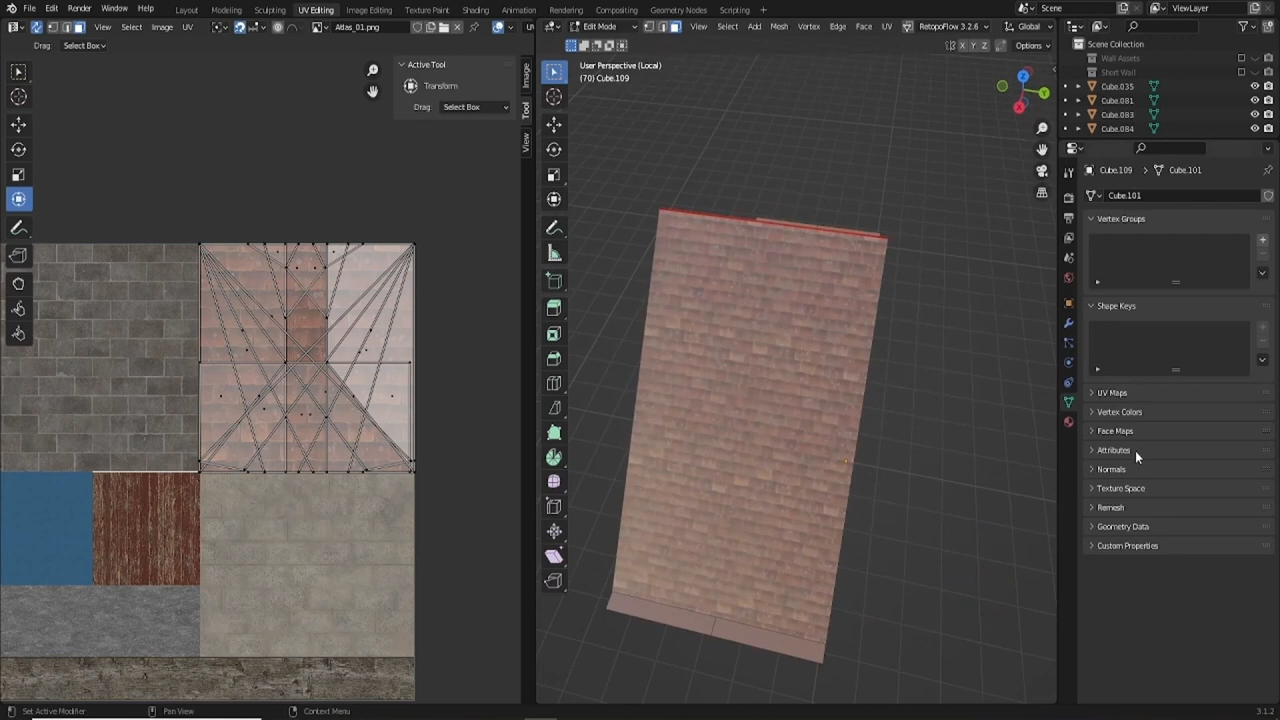 File Edit Render Window Help Layout Modeling Sculpting UV Editing Texture Paint Shading Animation Rendering Compositing Geometry Nodes Scripting + Scene ViewLayer
View Select Image UV Atlas_01.png Edit Mode View Select Add Mesh Vertex Edge Face UV RetopoFlow 3.2.6 Global
Drag: Select Box X Y Z Options
Scene Collection
Wall Assets
Short Wall
Cube.035
Cube.081
Cube.083
Cube.084
Active Tool
Transform
Drag: Select Box
Image
Tool
View
User Perspective (Local)
(70) Cube.109
X
Y
Z
Cube.109 > Cube.101
Cube.101
Vertex Groups
Shape Keys
UV Maps
Vertex Colors
Face Maps
Attributes
Normals
Texture Space
Remesh
Geometry Data
Custom Properties
Set Active Modifier Pan View Context Menu 3.1.2